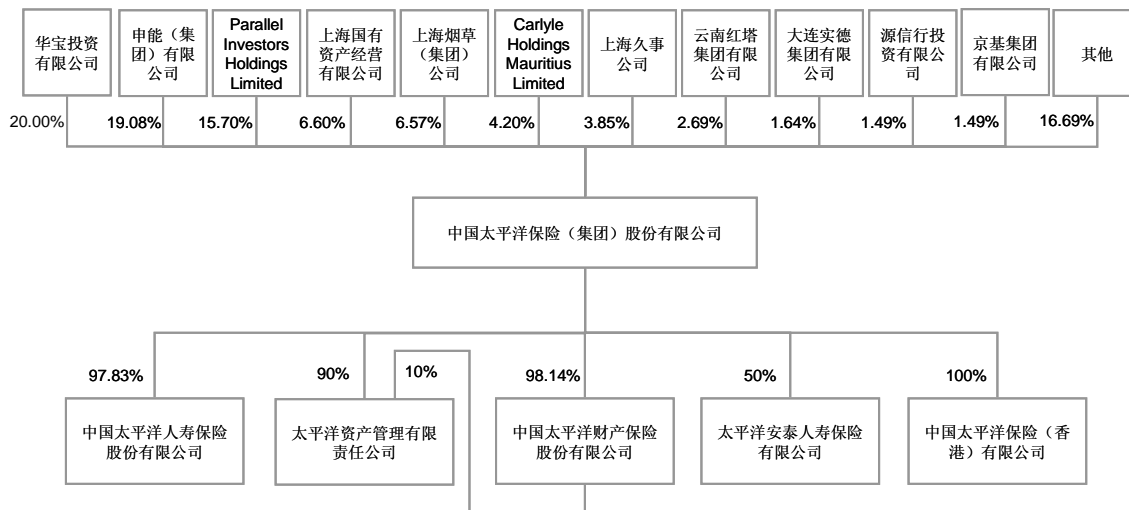 华宝投资
有限公司
申能（集
团）有限
公司
Parallel
Investors
Holdings
Limited
上海国有
资产经营
有限公司
上海烟草
（集团）
公司
Carlyle
Holdings
Mauritius
Limited
上海久事
公司
云南红塔
集团有限
公司
大连实德
集团有限
公司
源信行投
资有限公
司
京基集团
有限公司
其他
20.00%
19.08%
15.70%
6.60%
6.57%
4.20%
3.85%
2.69%
1.64%
1.49%
1.49%
16.69%
中国太平洋保险（集团）股份有限公司
97.83%
90%
10%
98.14%
50%
100%
中国太平洋人寿保险
股份有限公司
太平洋资产管理有限
责任公司
中国太平洋财产保险
股份有限公司
太平洋安泰人寿保险
有限公司
中国太平洋保险（香
港）有限公司